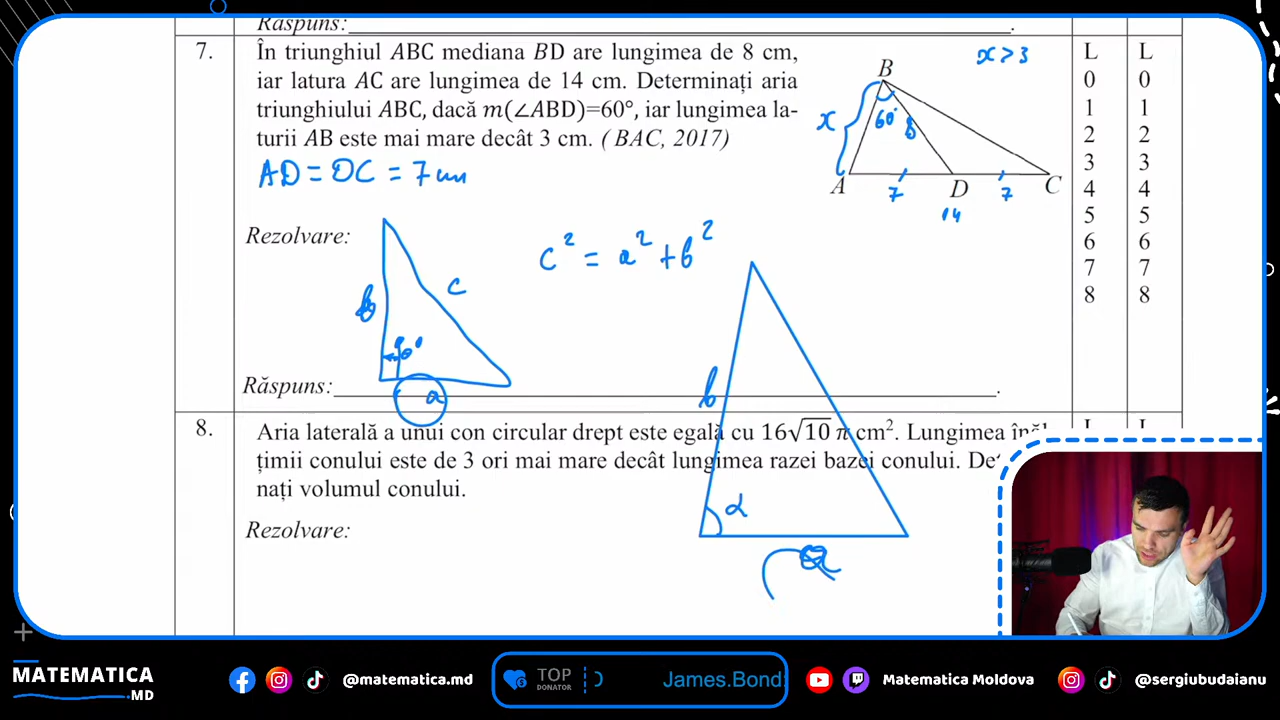 Răspuns: .
7. În triunghiul ABC mediana BD are lungimea de 8 cm,
iar latura AC are lungimea de 14 cm. Determinați aria
triunghiului ABC, dacă m(∠ABD)=60°, iar lungimea la-
turii AB este mai mare decât 3 cm. ( BAC, 2017)
AD = DC = 7 cm
x > 3
B
x 60° 8
A 7 D 7 C
14
L L
0 0
1 1
2 2
3 3
4 4
5 5
6 6
7 7
8 8
Rezolvare:
c² = a² + b²
b c
90°
a
b
α
a
Răspuns: .
8. Aria laterală a unui con circular drept este egală cu 16√10 π cm². Lungimea
țimii conului este de 3 ori mai mare decât lungimea razei bazei conului.
nați volumul conului.
Rezolvare:
MATEMATICA
.MD
@matematica.md
TOP
DONATOR
James.Bond
Matematica Moldova
@sergiubudaianu